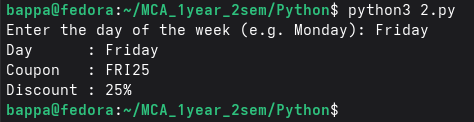 bappa@fedora:~/MCA_1year_2sem/Python$ python3 2.py
Enter the day of the week (e.g. Monday): Friday
Day      : Friday
Coupon   : FRI25
Discount : 25%
bappa@fedora:~/MCA_1year_2sem/Python$